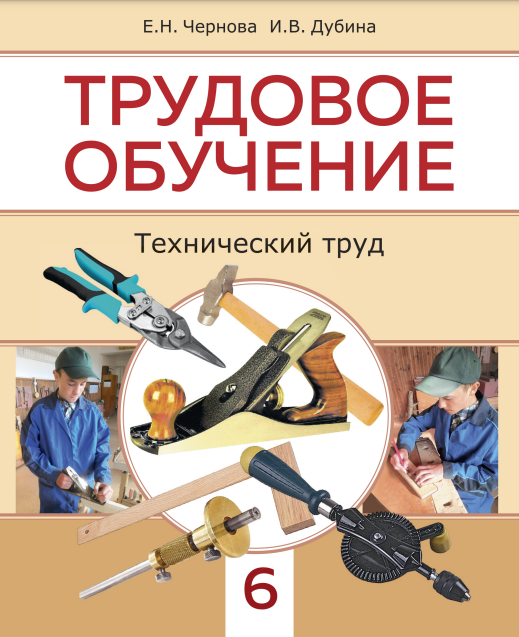 Е.Н. Чернова И.В. Дубина
ТРУДОВОЕ
ОБУЧЕНИЕ
Технический труд
6